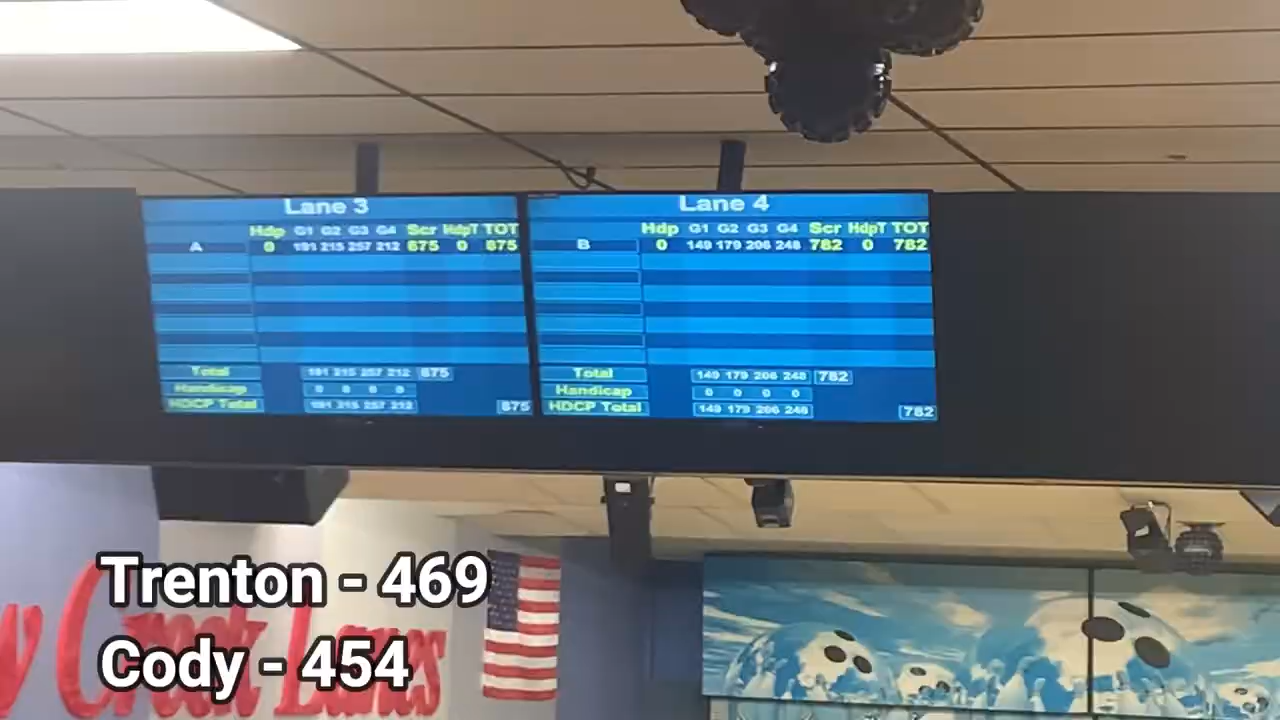 Lane 3
Hdp G1 G2 G3 G4 Scr HdpT TOT
A 0 191 215 257 212 875 0 875
Total 191 215 257 212 875
Handicap 0 0 0 0
HDCP Total 191 215 257 212 875
Lane 4
Hdp G1 G2 G3 G4 Scr HdpT TOT
B 0 149 179 206 248 782 0 782
Total 149 179 206 248 782
Handicap 0 0 0 0
HDCP Total 149 179 206 248 782
Trenton - 469
Cody - 454
y Creek Lanes